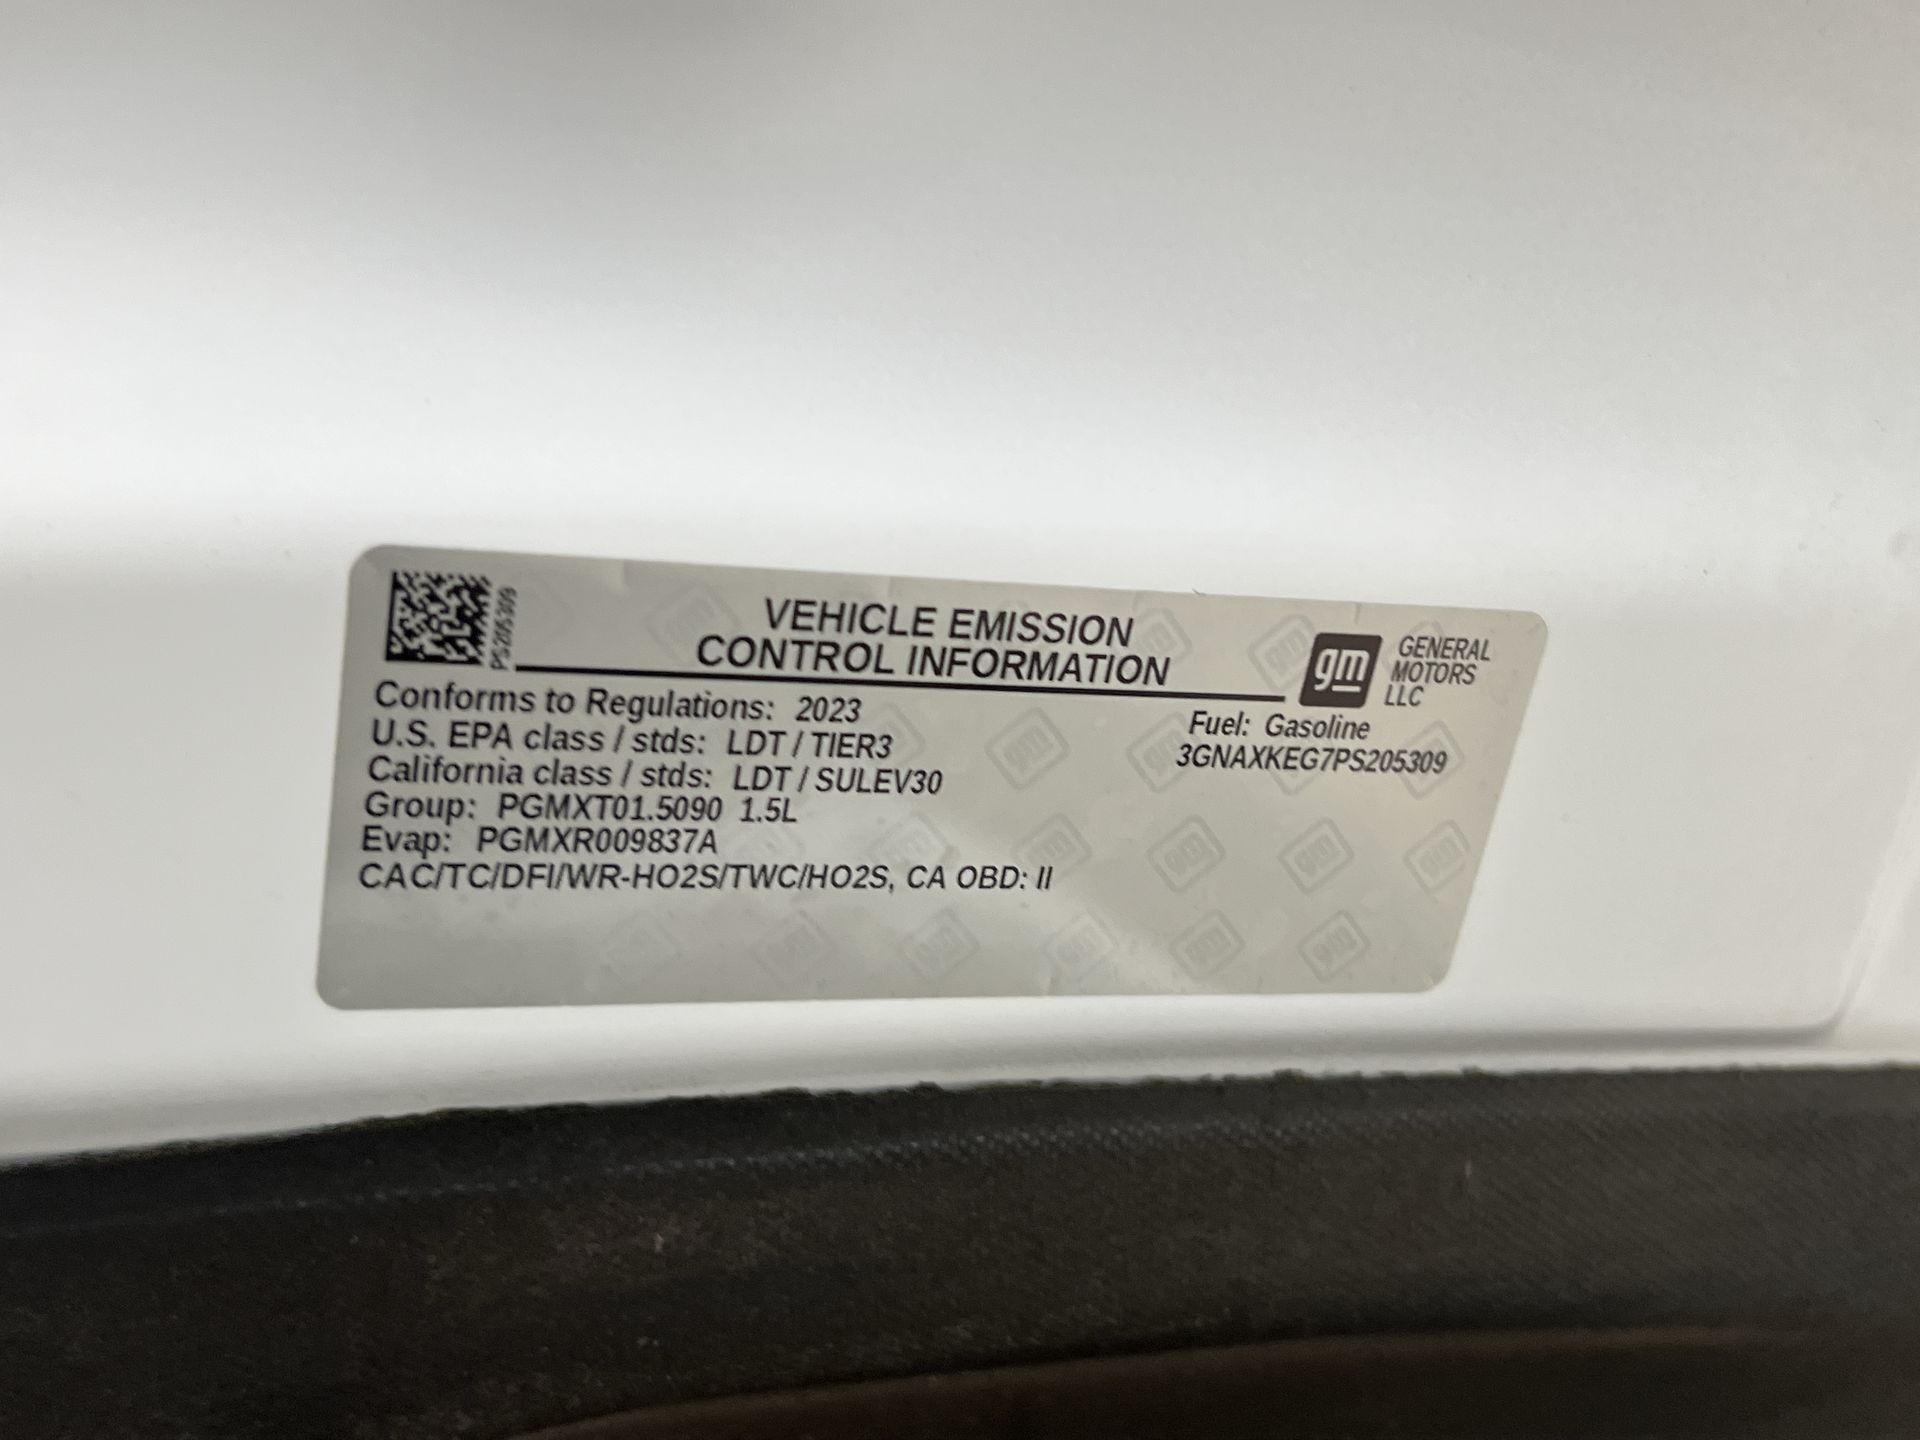 PS205309
VEHICLE EMISSION
CONTROL INFORMATION
gm
GENERAL
MOTORS
LLC
Conforms to Regulations: 2023
U.S. EPA class / stds: LDT / TIER3
California class / stds: LDT / SULEV30
Group: PGMXT01.5090 1.5L
Evap: PGMXR009837A
CAC/TC/DFI/WR-HO2S/TWC/HO2S, CA OBD: II
Fuel: Gasoline
3GNAXKEG7PS205309